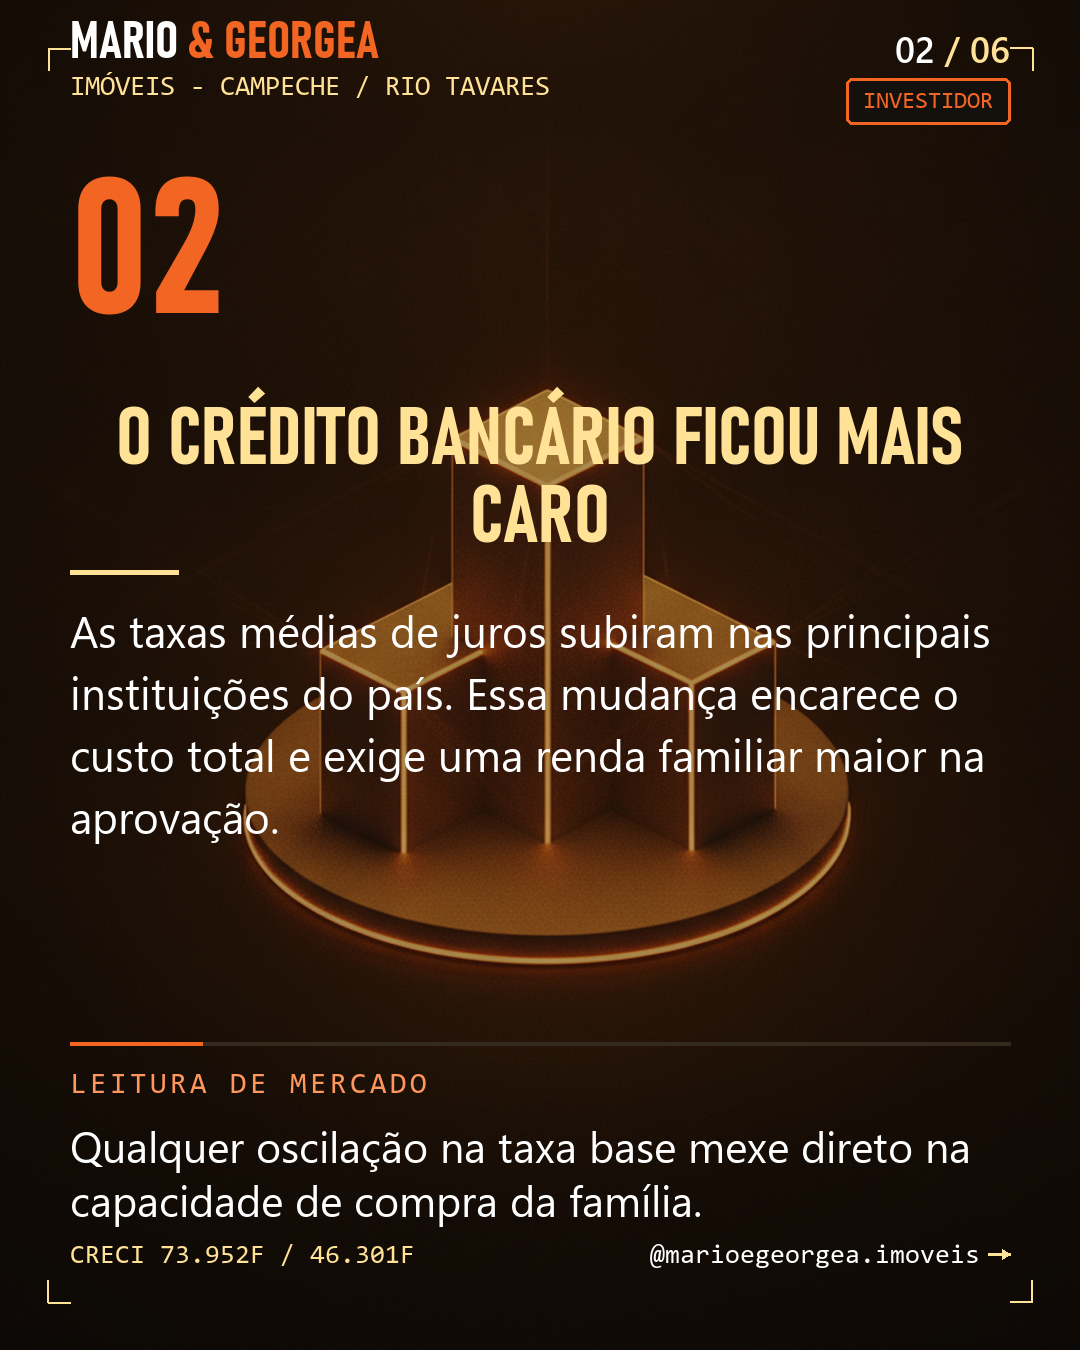 MARIO & GEORGEA
IMÓVEIS - CAMPECHE / RIO TAVARES
02 / 06
INVESTIDOR
02
O CRÉDITO BANCÁRIO FICOU MAIS
CARO
As taxas médias de juros subiram nas principais
instituições do país. Essa mudança encarece o
custo total e exige uma renda familiar maior na
aprovação.
LEITURA DE MERCADO
Qualquer oscilação na taxa base mexe direto na
capacidade de compra da família.
CRECI 73.952F / 46.301F
@marioegeorgea.imoveis